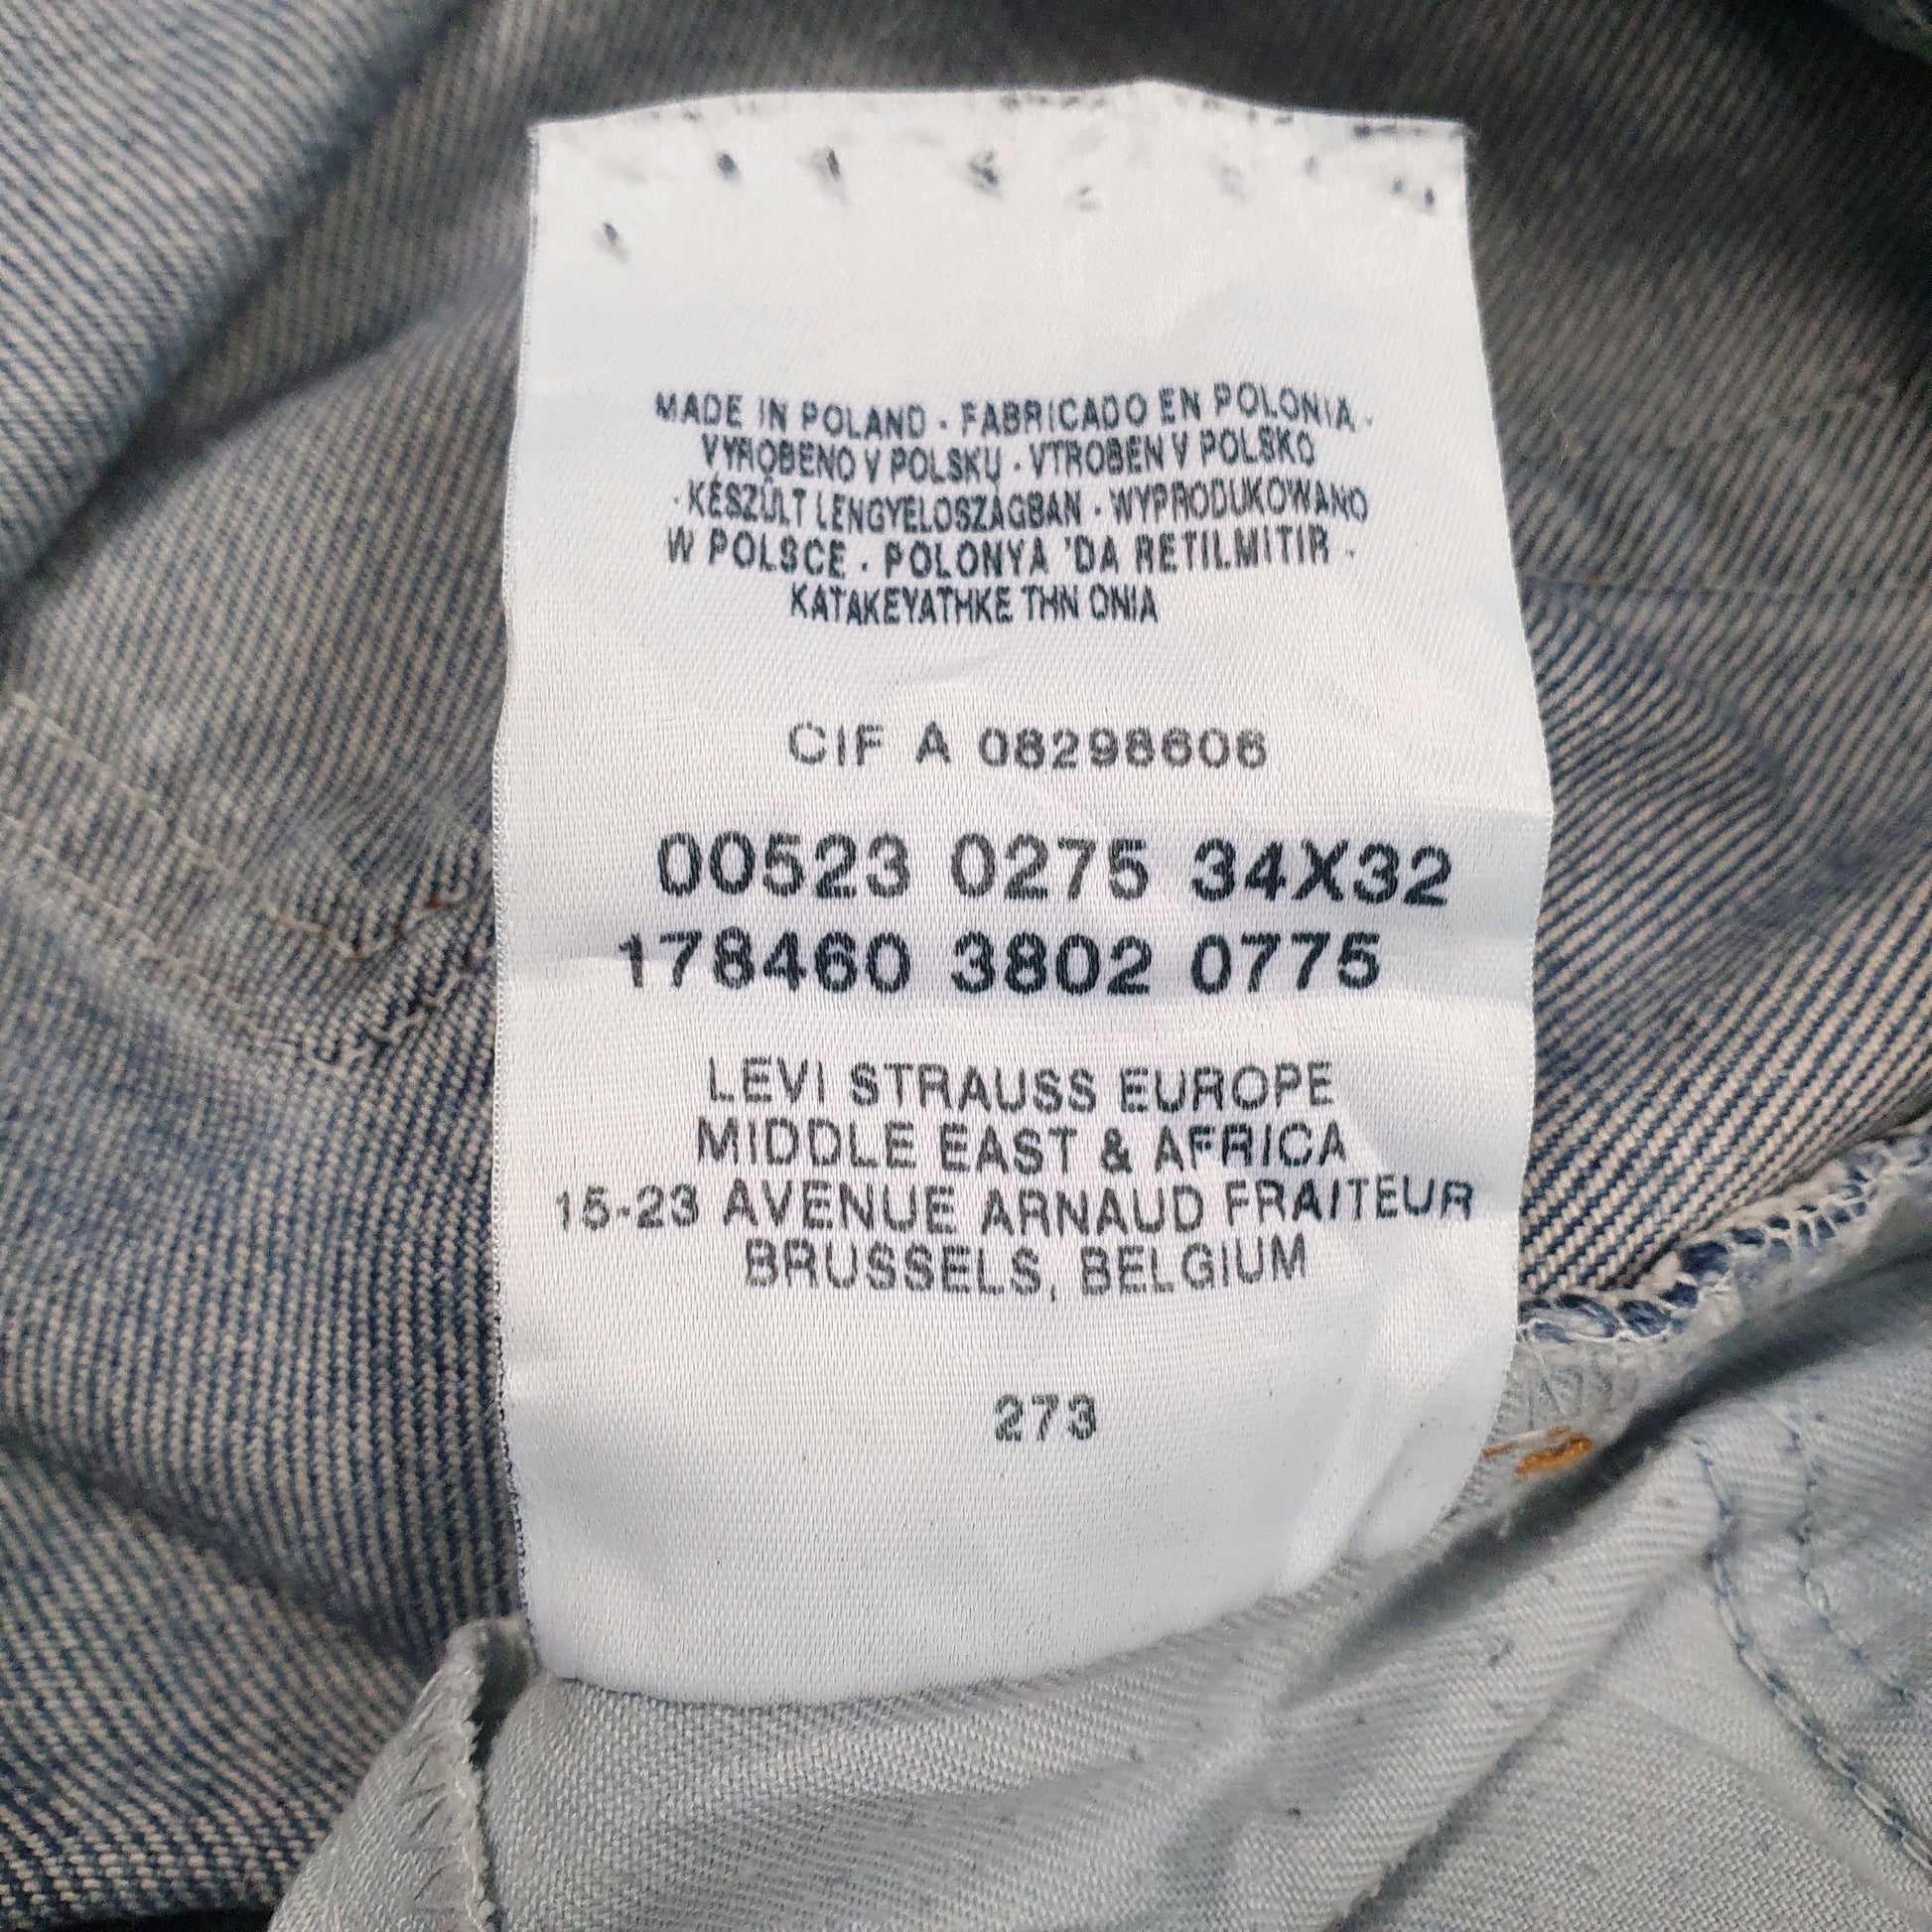 MADE IN POLAND · FABRICADO EN POLONIA ·
VYROBENO V POLSKU · VTROBEN V POLSKO
· KÉSZÚLT LENGYELOSZÁGBAN · WYPRODUKOWANO
W POLSCE · POLONYA 'DA RETILMITIR ·
KATAKEYATHKE THN ONIA
CIF A 08298606
00523 0275 34X32
178460 3802 0775
LEVI STRAUSS EUROPE
MIDDLE EAST & AFRICA
15-23 AVENUE ARNAUD FRAITEUR
BRUSSELS, BELGIUM
273